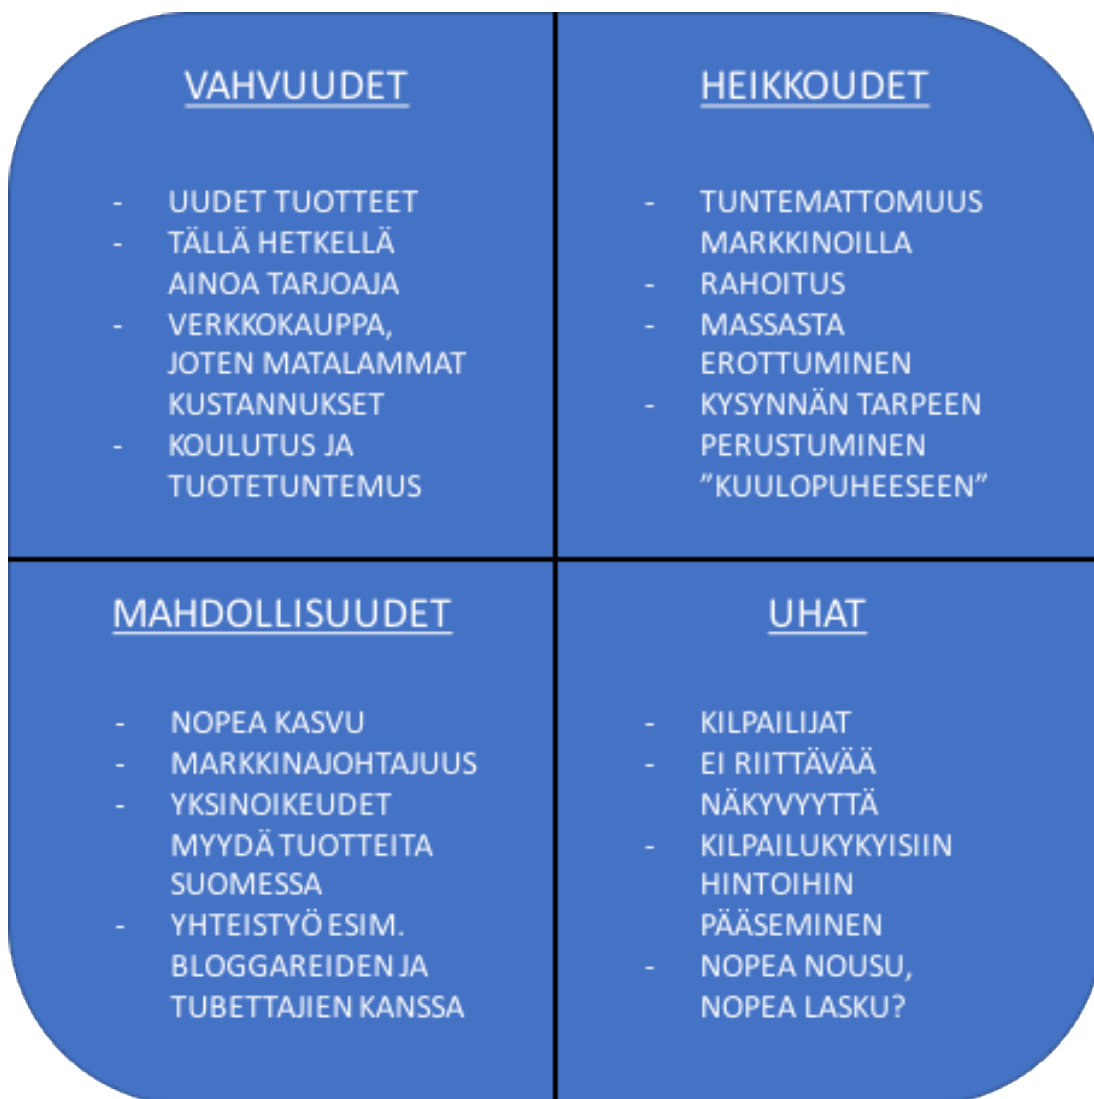 VAHVUUDET
- UUDET TUOTTEET
- TÄLLÄ HETKELLÄ
AINOA TARJOAJA
- VERKKOKAUPPA,
JOTEN MATALAMMAT
KUSTANNUKSET
- KOULUTUS JA
TUOTETUNTEMUS
HEIKKOUDET
- TUNTEMATTOMUUS
MARKKINOILLA
- RAHOITUS
- MASSASTA
EROTTUMINEN
- KYSYNNÄN TARPEEN
PERUSTUMINEN
”KUULOPUHEESEEN”
MAHDOLLISUUDET
- NOPEA KASVU
- MARKKINAJOHTAJUUS
- YKSINOIKEUDET
MYYDÄ TUOTTEITA
SUOMESSA
- YHTEISTYÖ ESIM.
BLOGGAREIDEN JA
TUBETTAJIEN KANSSA
UHAT
- KILPAILIJAT
- EI RIITTÄVÄÄ
NÄKYVYYTTÄ
- KILPAILUKYKYISIIN
HINTOIHIN
PÄÄSEMINEN
- NOPEA NOUSU,
NOPEA LASKU?